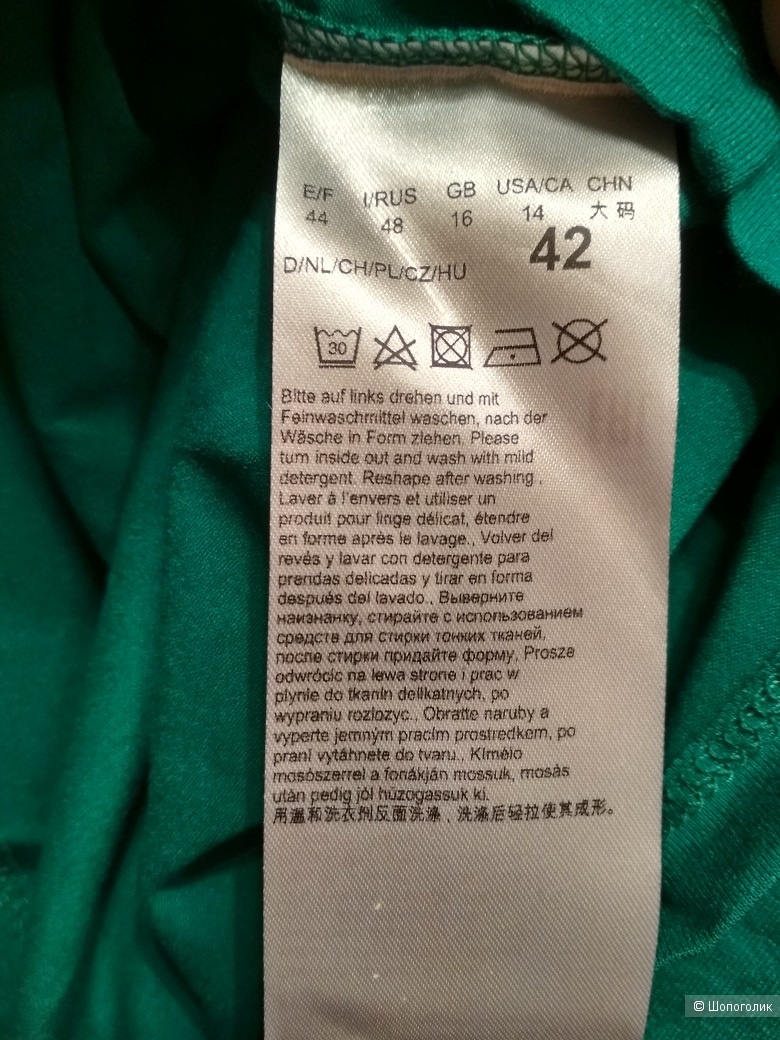 E/F I/RUS GB USA/CA CHN
44 48 16 14 大码
42
D/NL/CH/PL/CZ/HU
30
Bitte auf links drehen und mit
Feinwaschmittel waschen, nach der
Wäsche in Form ziehen. Please
turn inside out and wash with mild
detergent. Reshape after washing .
Laver à l'envers et utiliser un
produit pour linge délicat, étendre
en forme après le lavage., Volver del
revés y lavar con detergente para
prendas delicadas y tirar en forma
después del lavado., Выверните
наизнанку, стирайте с использованием
средств для стирки тонких тканей,
после стирки придайте форму. Prosze
odwrócic na lewa strone i prac w
plynie do tkanin delikatnych, po
wypraniu rozlozyc., Obratte naruby a
vyperte jemným pracím prostredkem, po
praní vytáhnete do tvaru., Kímélo
mosószerrel a fonákján mossuk, mosás
után pedig jól húzogassuk ki.
用温和洗衣剂反面洗涤，洗涤后轻拉使其成形。
© Шопоголик